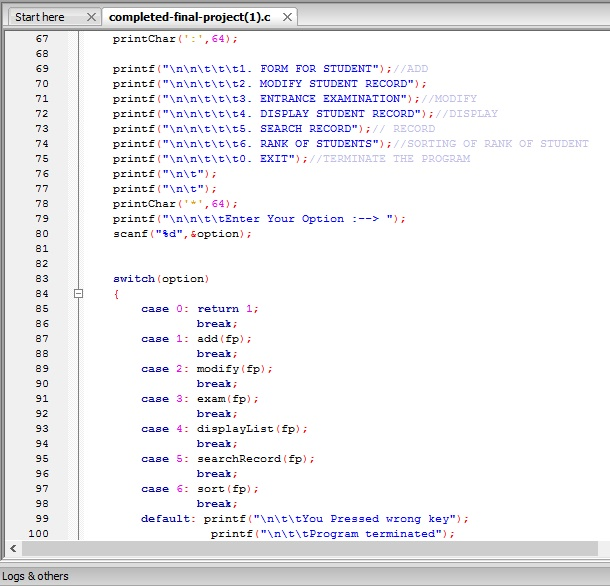 Start here
completed-final-project(1).c
67 printChar(':',64);
68
69 printf("\n\n\t\t\t1. FORM FOR STUDENT");//ADD
70 printf("\n\n\t\t\t2. MODIFY STUDENT RECORD");
71 printf("\n\n\t\t\t3. ENTRANCE EXAMINATION");//MODIFY
72 printf("\n\n\t\t\t4. DISPLAY STUDENT RECORD");//DISPLAY
73 printf("\n\n\t\t\t5. SEARCH RECORD");// RECORD
74 printf("\n\n\t\t\t6. RANK OF STUDENTS");//SORTING OF RANK OF STUDENT
75 printf("\n\n\t\t\t0. EXIT");//TERMINATE THE PROGRAM
76 printf("\n\t");
77 printf("\n\t");
78 printChar('*',64);
79 printf("\n\n\t\tEnter Your Option :--> ");
80 scanf("%d",&option);
81
82
83 switch(option)
84 {
85 case 0: return 1;
86 break;
87 case 1: add(fp);
88 break;
89 case 2: modify(fp);
90 break;
91 case 3: exam(fp);
92 break;
93 case 4: displayList(fp);
94 break;
95 case 5: searchRecord(fp);
96 break;
97 case 6: sort(fp);
98 break;
99 default: printf("\n\t\tYou Pressed wrong key");
100 printf("\n\t\tProgram terminated");
Logs & others